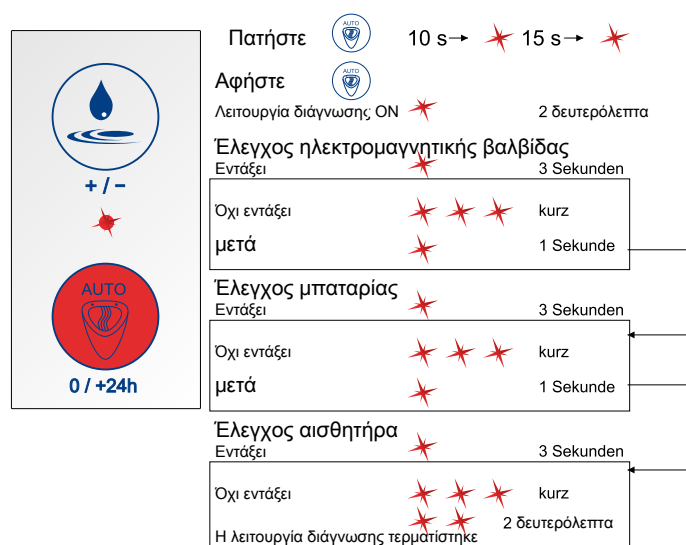 Πατήστε AUTO 10 s 15 s
Αφήστε AUTO
Λειτουργία διάγνωσης: ON 2 δευτερόλεπτα
Έλεγχος ηλεκτρομαγνητικής βαλβίδας
Εντάξει 3 Sekunden
Όχι εντάξει kurz
μετά 1 Sekunde
Έλεγχος μπαταρίας
Εντάξει 3 Sekunden
Όχι εντάξει kurz
μετά 1 Sekunde
Έλεγχος αισθητήρα
Εντάξει 3 Sekunden
Όχι εντάξει kurz
2 δευτερόλεπτα
Η λειτουργία διάγνωσης τερματίστηκε
+ / −
AUTO
0 / +24h